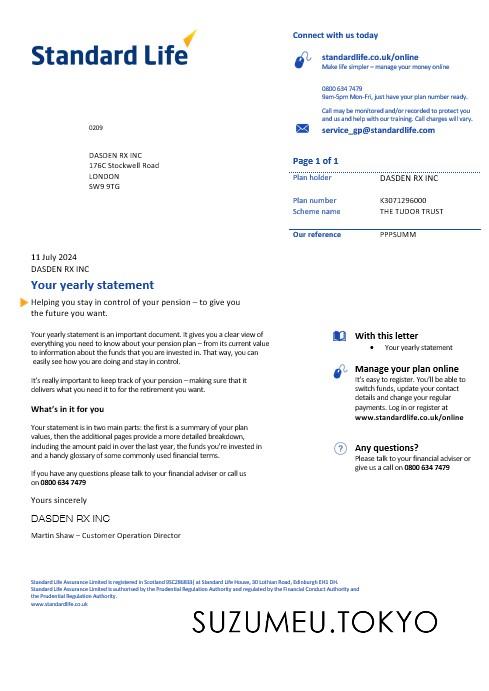 Standard Life
Connect with us today
standardlife.co.uk/online
Make life simpler – manage your money online
0800 634 7479
9am-5pm Mon-Fri, just have your plan number ready.
Call may be monitored and/or recorded to protect you
and us and help with our training. Call charges will vary.
service_gp@standardlife.com
0209
DASDEN RX INC
176C Stockwell Road
LONDON
SW9 9TG
Page 1 of 1
Plan holder DASDEN RX INC
Plan number K3071296000
Scheme name THE TUDOR TRUST
Our reference PPPSUMM
11 July 2024
DASDEN RX INC
Your yearly statement
Helping you stay in control of your pension – to give you
the future you want.
Your yearly statement is an important document. It gives you a clear view of
everything you need to know about your pension plan – from its current value
to information about the funds that you are invested in. That way, you can
easily see how you are doing and stay in control.
It's really important to keep track of your pension – making sure that it
delivers what you need it to for the retirement you want.
What's in it for you
Your statement is in two main parts: the first is a summary of your plan
values, then the additional pages provide a more detailed breakdown,
including the amount paid in over the last year, the funds you're invested in
and a handy glossary of some commonly used financial terms.
If you have any questions please talk to your financial adviser or call us
on 0800 634 7479
Yours sincerely
DASDEN RX INC
Martin Shaw – Customer Operation Director
With this letter
• Your yearly statement
Manage your plan online
It's easy to register. You'll be able to
switch funds, update your contact
details and change your regular
payments. Log in or register at
www.standardlife.co.uk/online
Any questions?
Please talk to your financial adviser or
give us a call on 0800 634 7479
Standard Life Assurance Limited is registered in Scotland at Standard Life House, 30 Lothian Road, Edinburgh EH1 DH.
Standard Life Assurance Limited is authorised by the Prudential Regulation Authority and regulated by the Financial Conduct Authority and
the Prudential Regulation Authority.
www.standardlife.co.uk
SUZUMEU.TOKYO